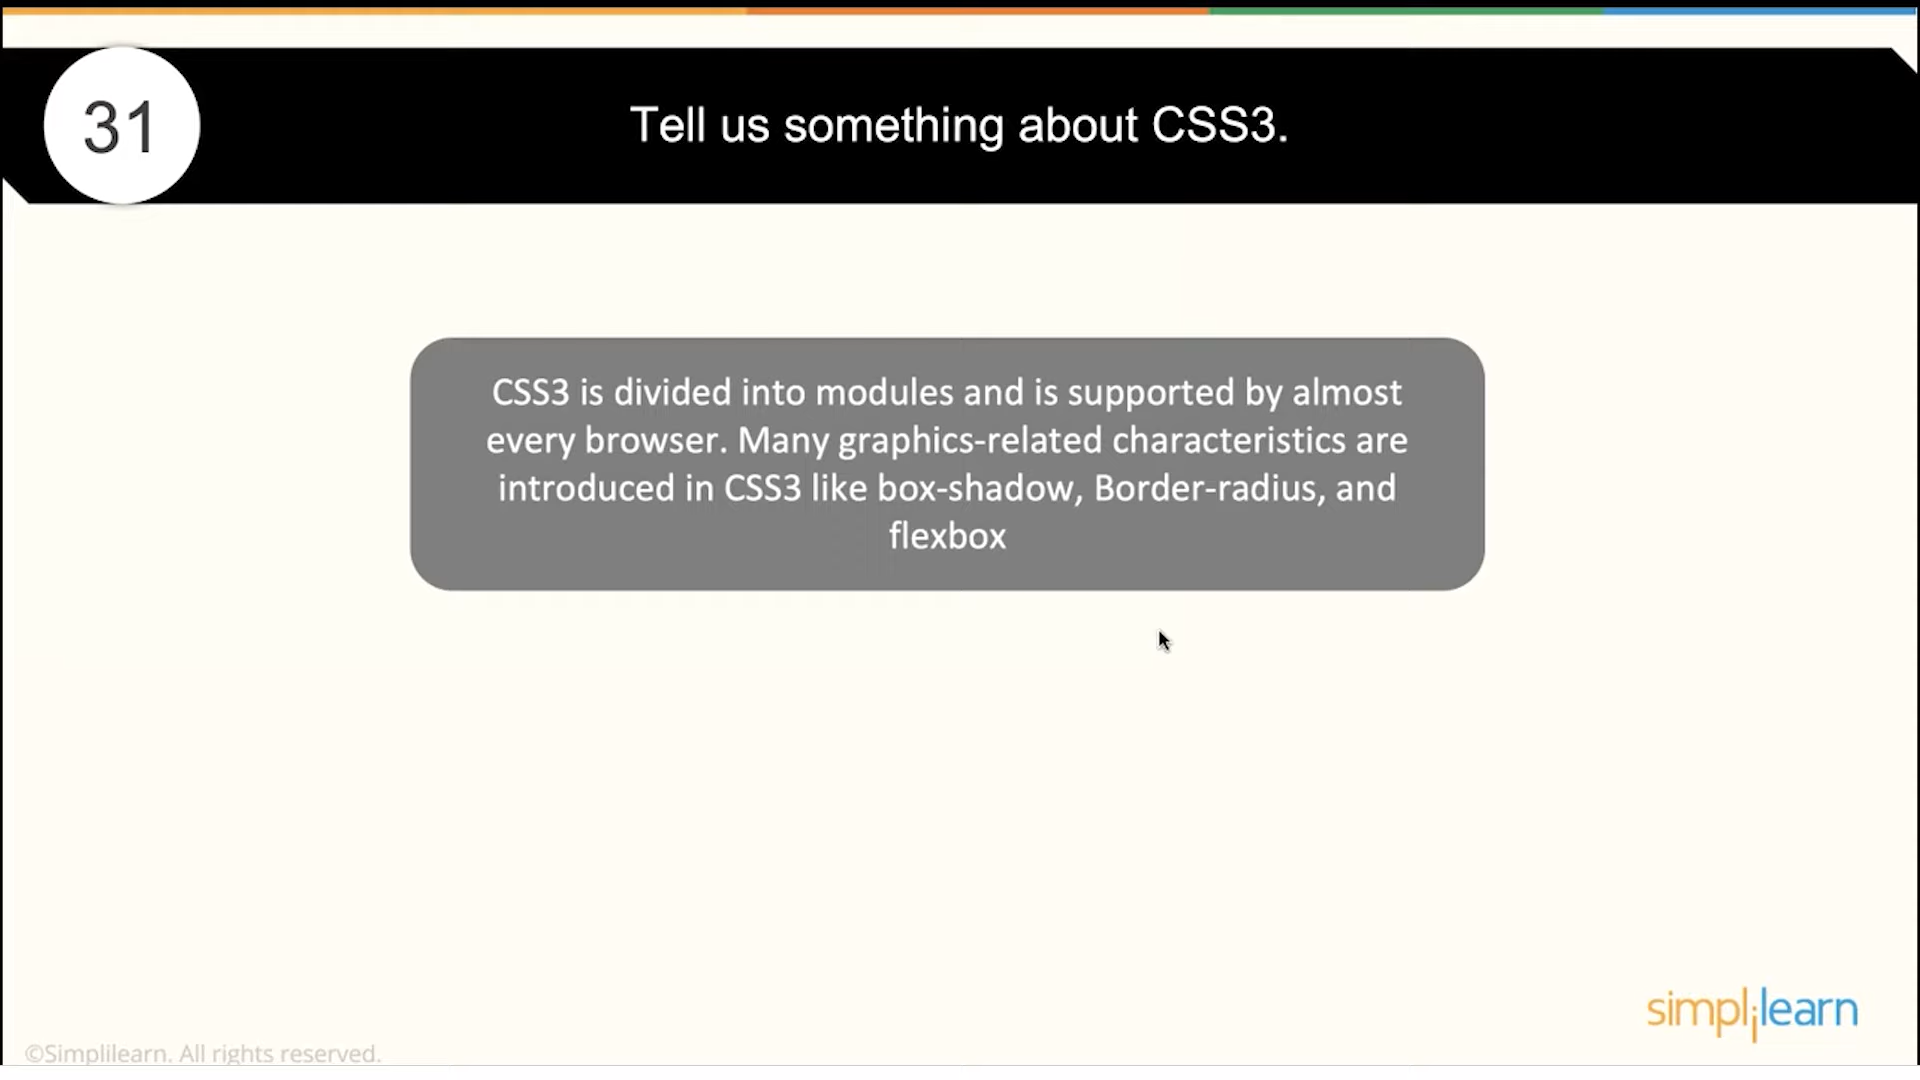 31
Tell us something about CSS3.
CSS3 is divided into modules and is supported by almost
every browser. Many graphics-related characteristics are
introduced in CSS3 like box-shadow, Border-radius, and
flexbox
simplilearn
©Simplilearn. All rights reserved.